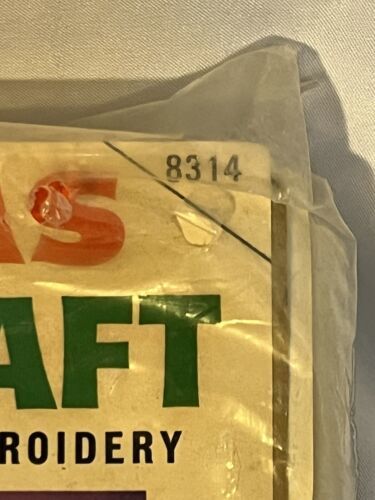 8314
AS
AFT
ROIDERY